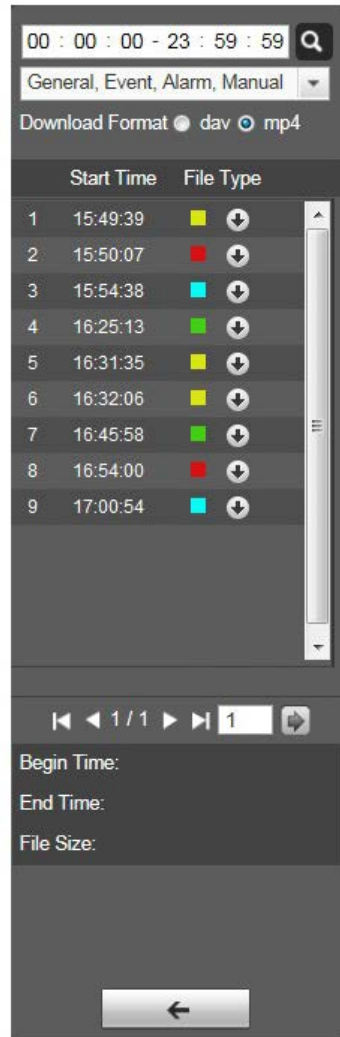 00 : 00 : 00 - 23 : 59 : 59
General, Event, Alarm, Manual
Download Format dav mp4
Start Time File Type
1 15:49:39
2 15:50:07
3 15:54:38
4 16:25:13
5 16:31:35
6 16:32:06
7 16:45:58
8 16:54:00
9 17:00:54
1 / 1 1
Begin Time:
End Time:
File Size: